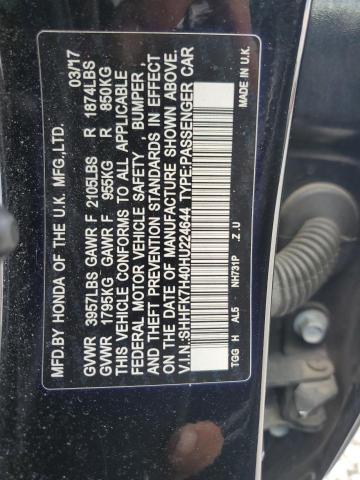 MFD.BY HONDA OF THE U.K. MFG.,LTD. 03/17
GVWR 3957LBS GAWR F 2105LBS R 1874LBS
GVWR 1795KG GAWR F 955KG R 850KG
THIS VEHICLE CONFORMS TO ALL APPLICABLE
FEDERAL MOTOR VEHICLE SAFETY, BUMPER,
AND THEFT PREVENTION STANDARDS IN EFFECT
ON THE DATE OF MANUFACTURE SHOWN ABOVE.
V.I.N.:SHHFK7H40HU224644 TYPE:PASSENGER CAR
TGG H AL5 NH731P Z.U MADE IN U.K.